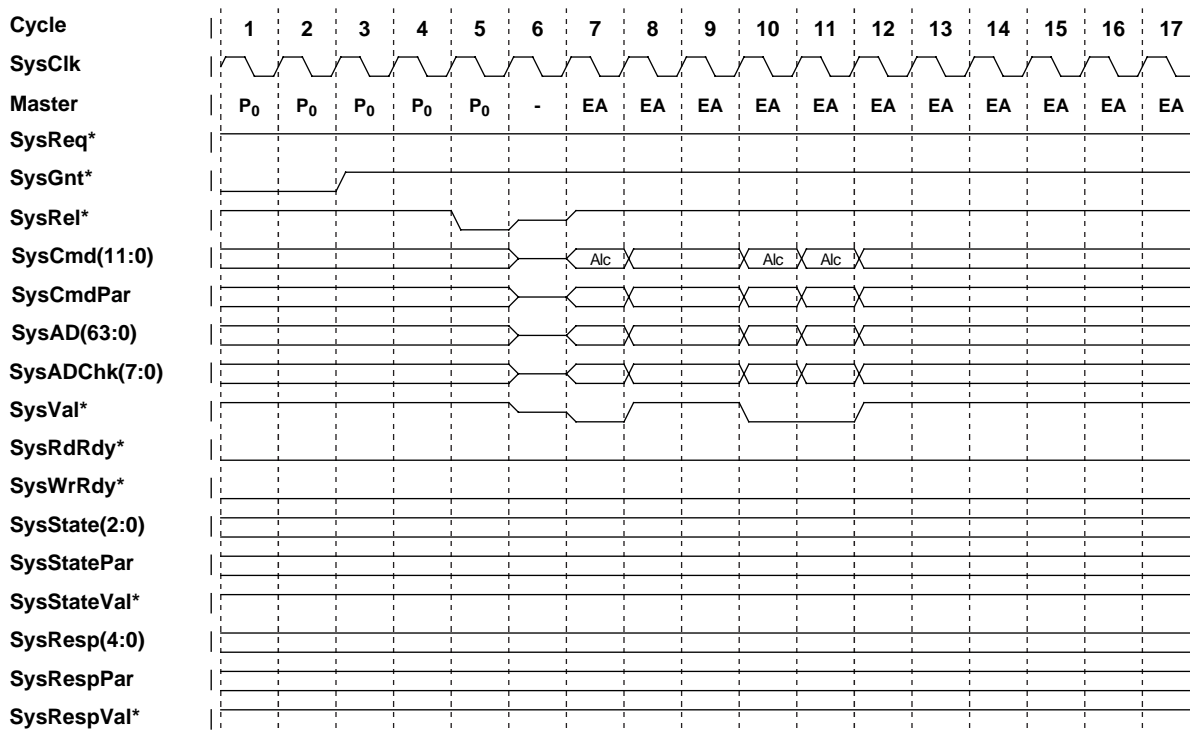 Cycle | 1 2 3 4 5 6 7 8 9 10 11 12 13 14 15 16 17
SysClk |
Master | P0 P0 P0 P0 P0 - EA EA EA EA EA EA EA EA EA EA EA
SysReq* |
SysGnt* |
SysRel* |
SysCmd(11:0) | Alc Alc Alc
SysCmdPar |
SysAD(63:0) |
SysADChk(7:0) |
SysVal* |
SysRdRdy* |
SysWrRdy* |
SysState(2:0) |
SysStatePar |
SysStateVal* |
SysResp(4:0) |
SysRespPar |
SysRespVal* |